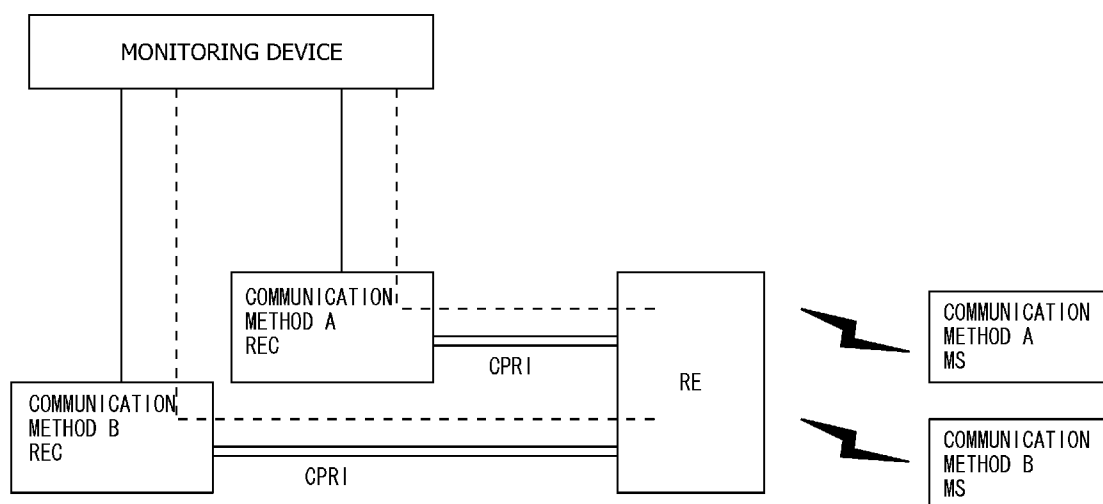 MONITORING DEVICE
COMMUNICATION
METHOD A
REC
CPRI
RE
COMMUNICATION
METHOD A
MS
COMMUNICATION
METHOD B
REC
CPRI
COMMUNICATION
METHOD B
MS